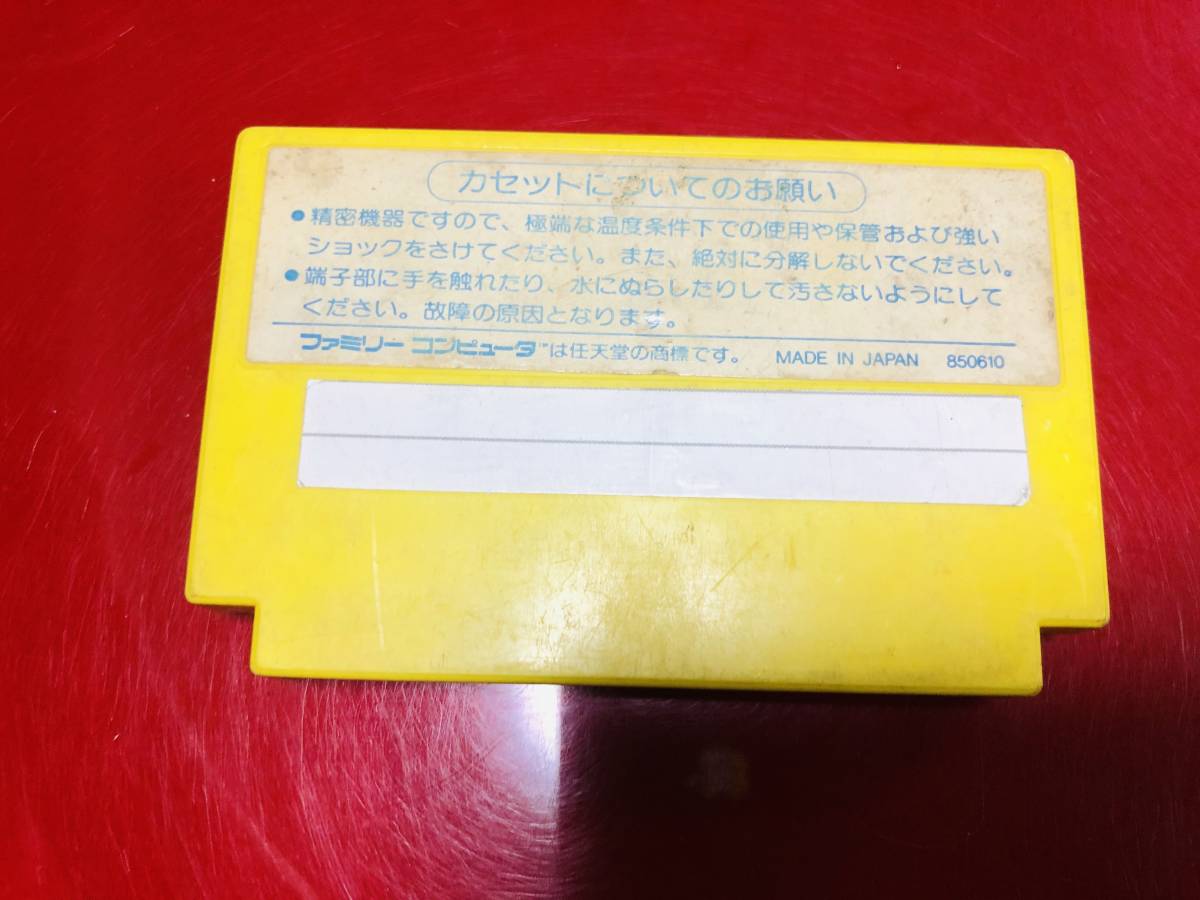 カセットについてのお願い
●精密機器ですので、極端な温度条件下での使用や保管および強い
ショックをさけてください。また、絶対に分解しないでください。
●端子部に手を触れたり、水にぬらしたりして汚さないようにして
ください。故障の原因となります。
ファミリー コンピュータ™は任天堂の商標です。 MADE IN JAPAN 850610